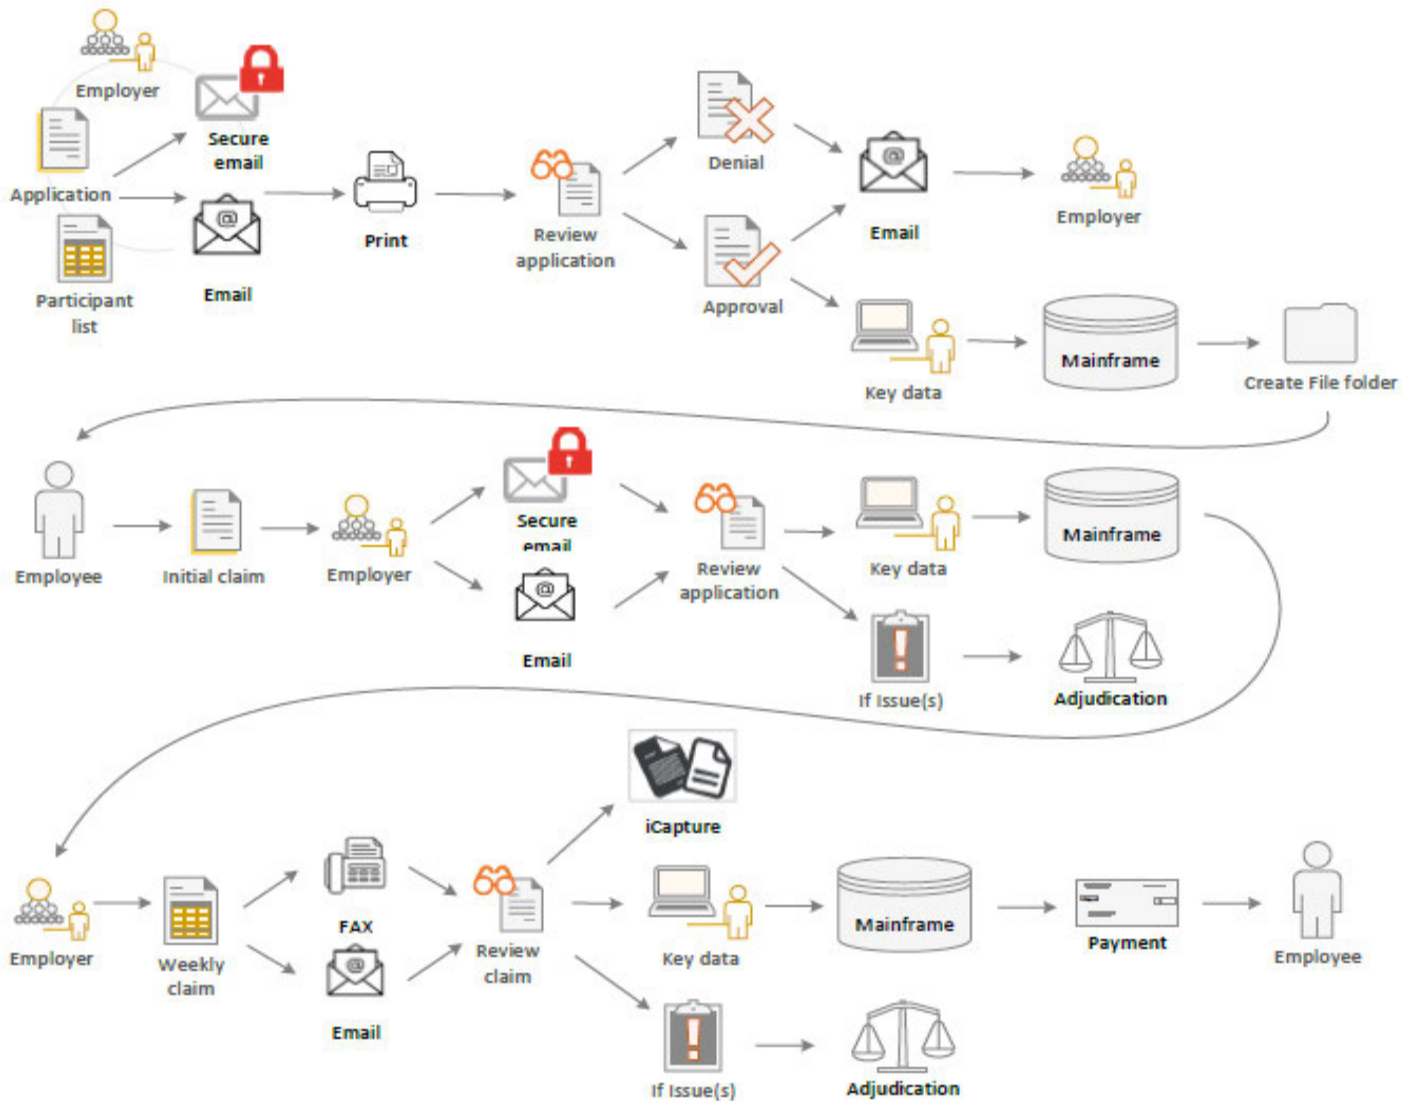 Employer
Secure
email
Application
Email
Participant
list
Print
Review
application
Denial
Approval
Email
Employer
Key data
Mainframe
Create File folder
Employee
Initial claim
Employer
Secure
email
Email
Review
application
Key data
Mainframe
If Issue(s)
Adjudication
Employer
Weekly
claim
FAX
Email
Review
claim
iCapture
Key data
Mainframe
Payment
Employee
If Issue(s)
Adjudication